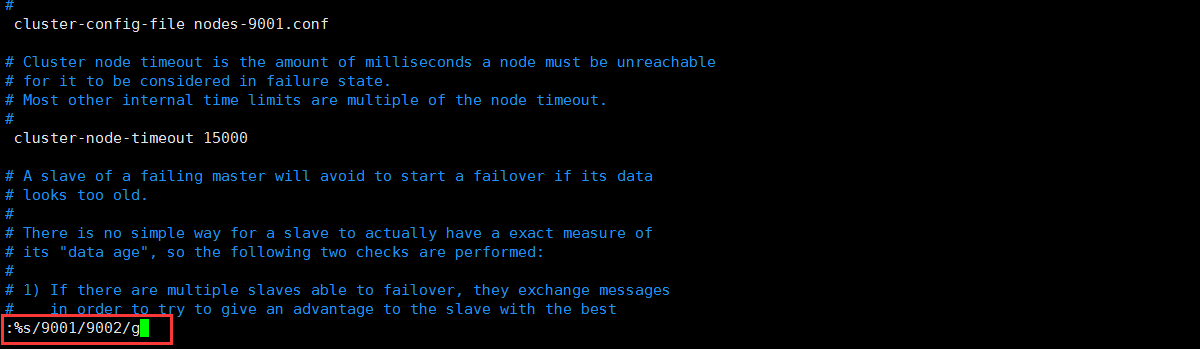 #
cluster-config-file nodes-9001.conf
# Cluster node timeout is the amount of milliseconds a node must be unreachable
# for it to be considered in failure state.
# Most other internal time limits are multiple of the node timeout.
#
cluster-node-timeout 15000
# A slave of a failing master will avoid to start a failover if its data
# looks too old.
#
# There is no simple way for a slave to actually have a exact measure of
# its "data age", so the following two checks are performed:
#
# 1) If there are multiple slaves able to failover, they exchange messages
#    in order to try to give an advantage to the slave with the best
:%s/9001/9002/g